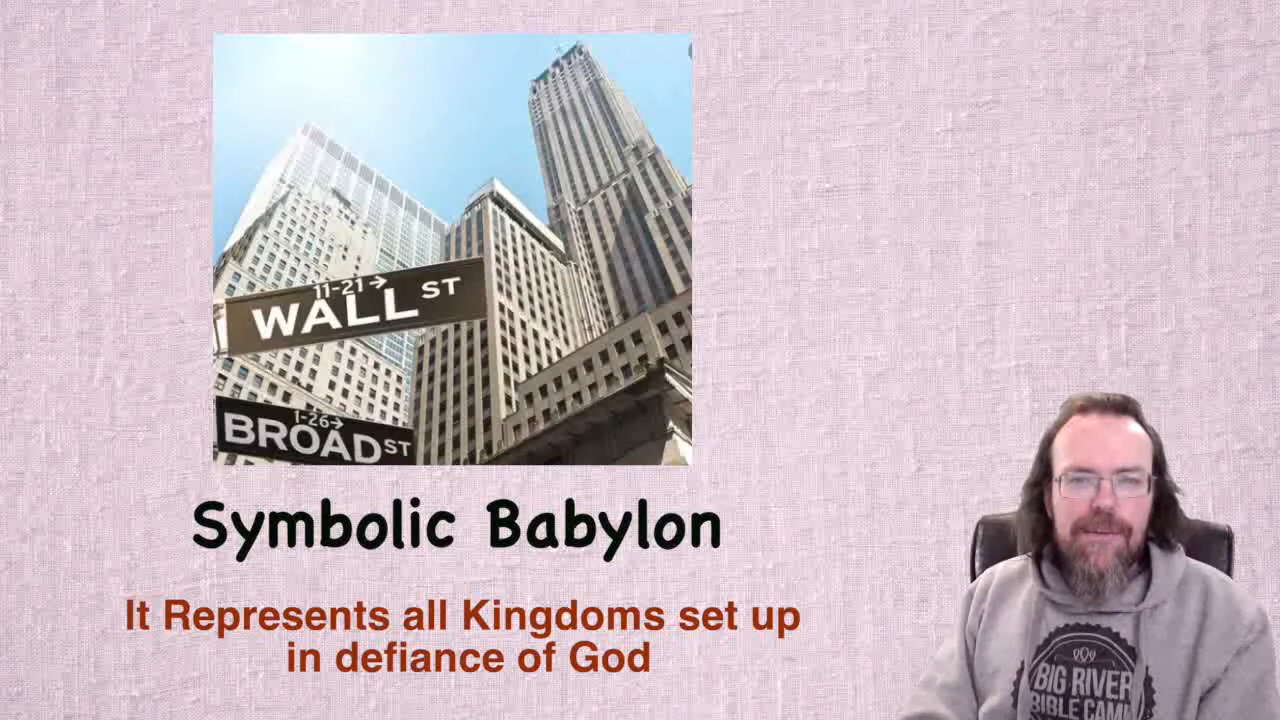 11-21→
WALL ST
1-26→
BROAD ST
Symbolic Babylon
It Represents all Kingdoms set up
in defiance of God
BIG RIVER
BIBLE CAMP